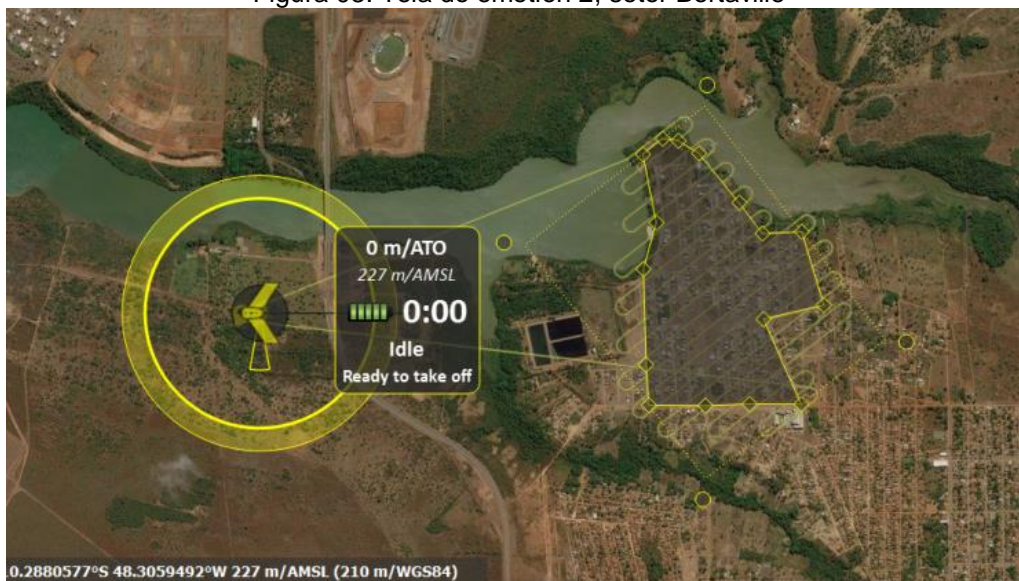 0 m/ATO
227 m/AMSL
0:00
Idle
Ready to take off
.0.2880577°S 48.3059492°W 227 m/AMSL (210 m/WGS84)